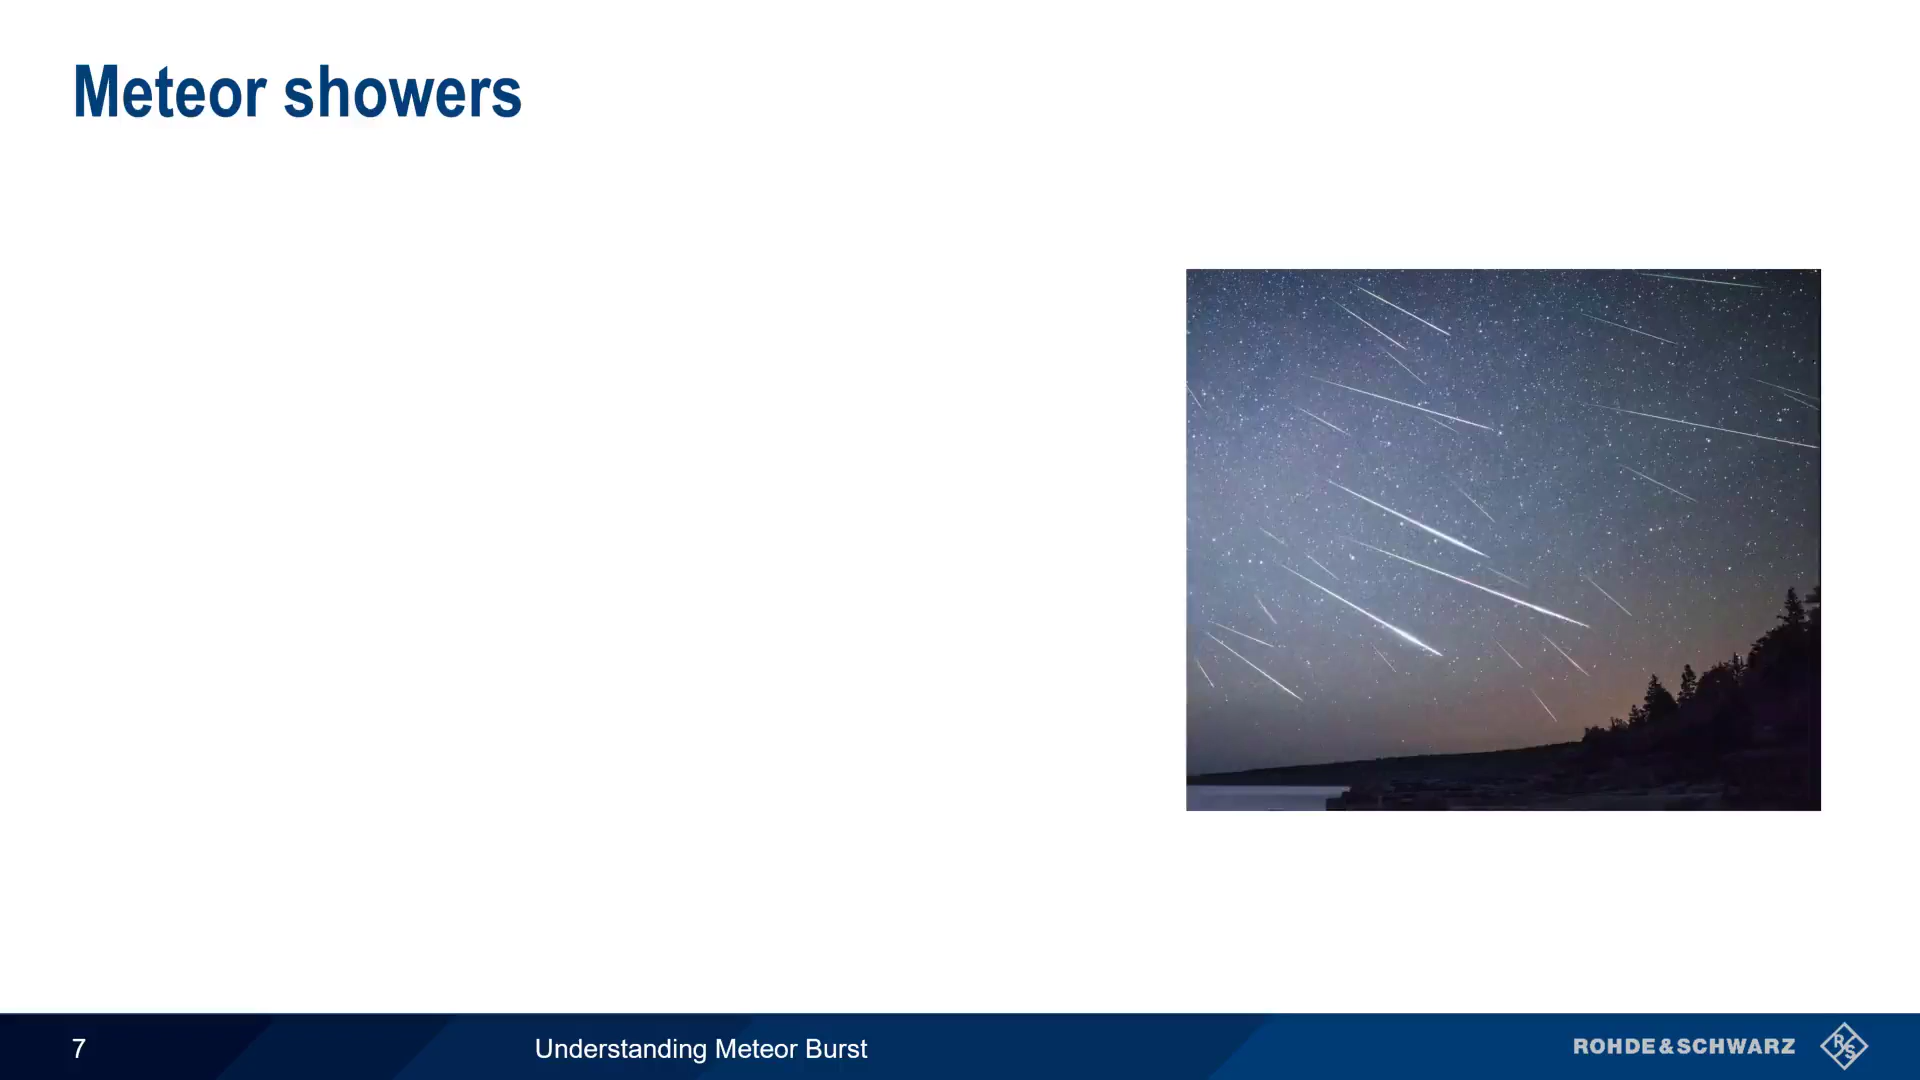 Meteor showers
7
Understanding Meteor Burst
ROHDE&SCHWARZ
R
S